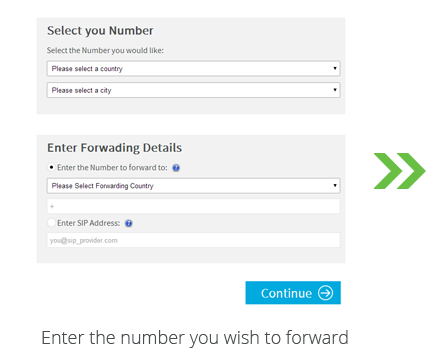 Select you Number
Select the Number you would like:
Please select a country
Please select a city
Enter Forwading Details
Enter the Number to forward to:
Please Select Forwarding Country
+
Enter SIP Address:
you@sip_provider.com
Continue
Enter the number you wish to forward